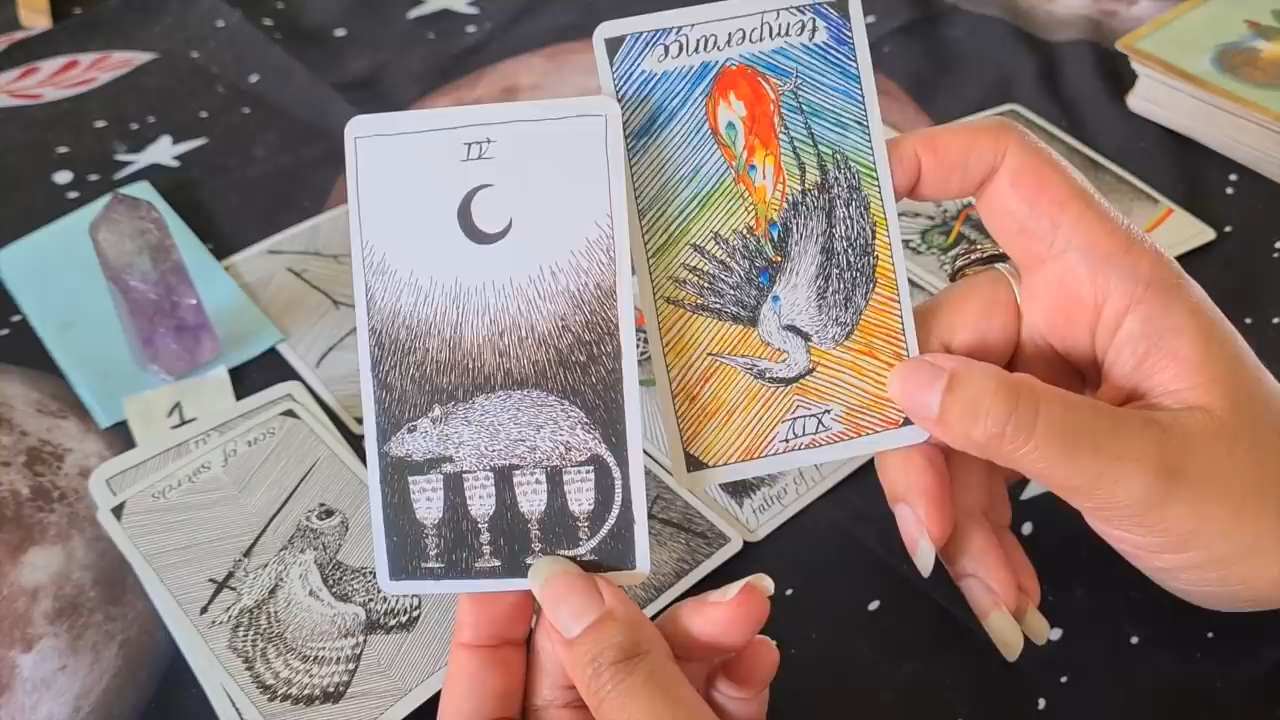 IV
temperance
XIV
1
son of swords
Father of